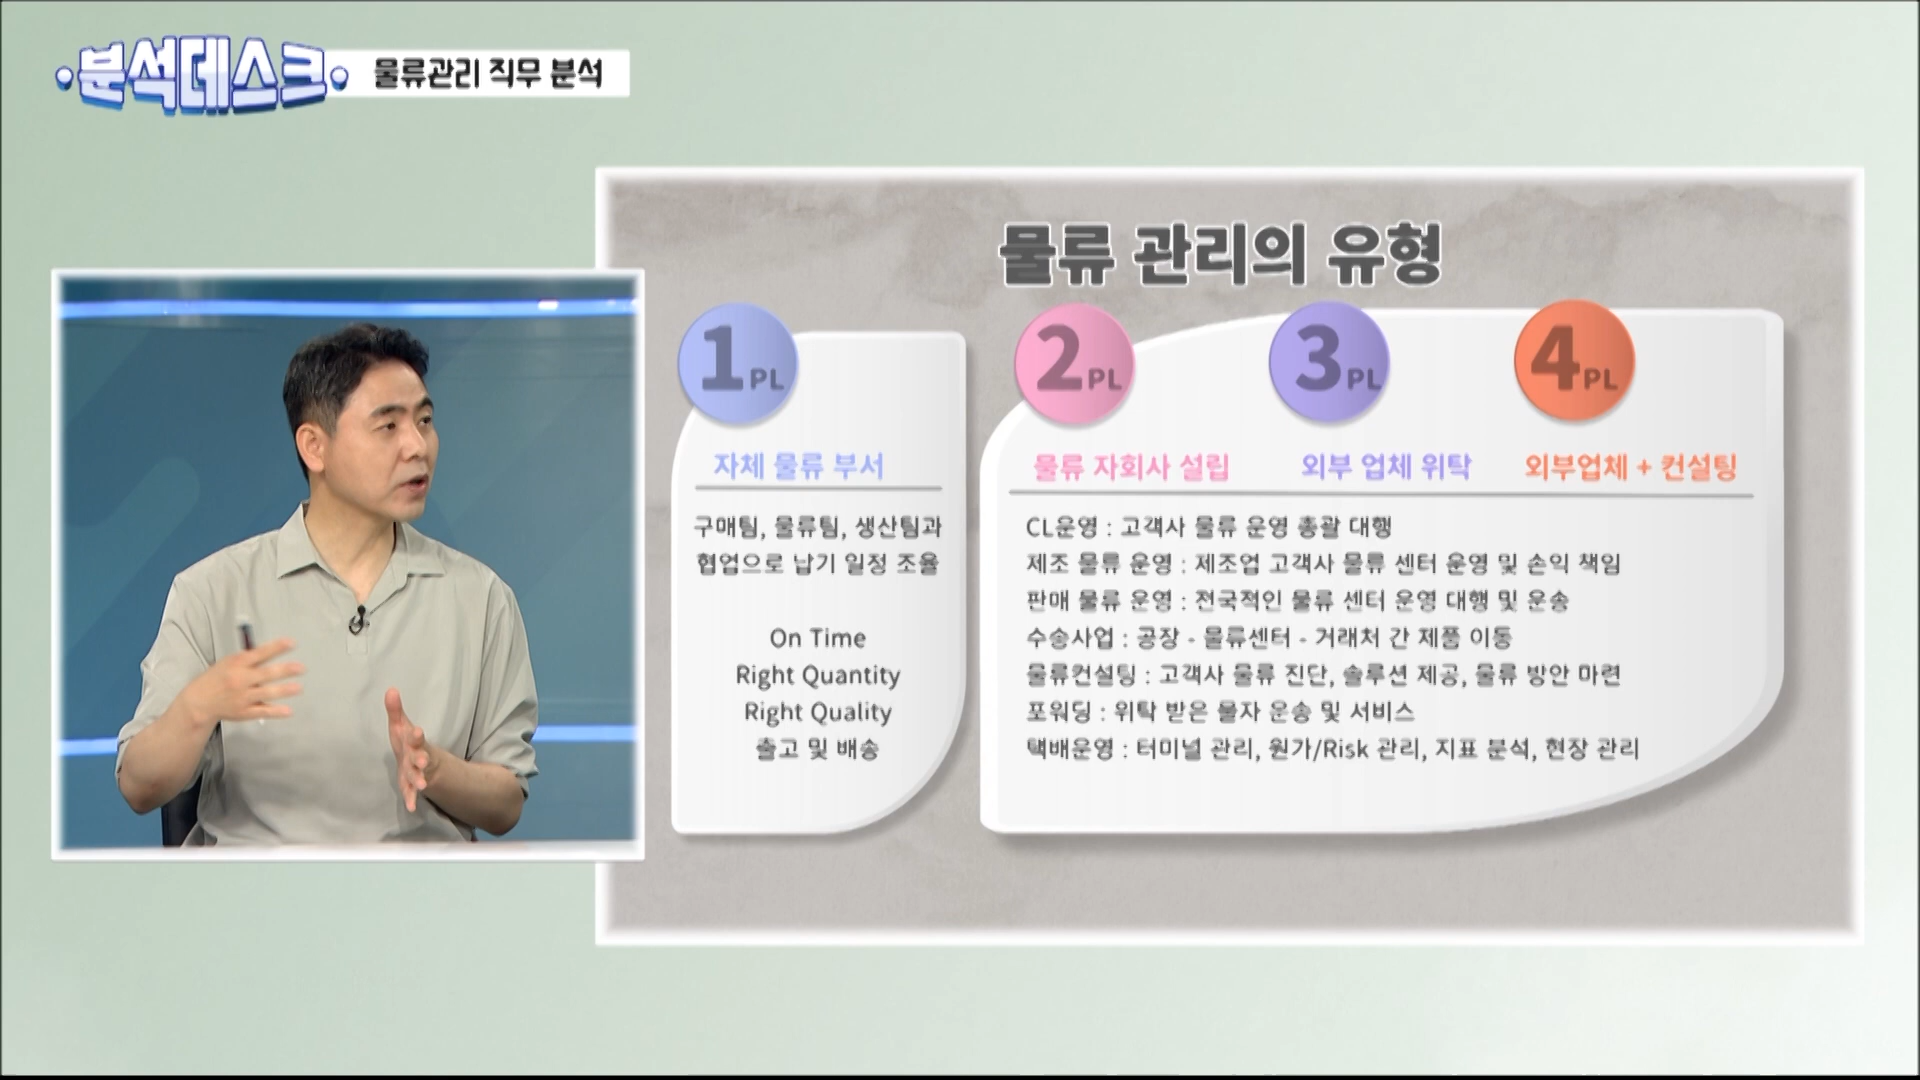 분석데스크 물류관리 직무 분석
물류 관리의 유형
1PL
자체 물류 부서
구매팀, 물류팀, 생산팀과
협업으로 납기 일정 조율
On Time
Right Quantity
Right Quality
출고 및 배송
2PL 3PL 4PL
물류 자회사 설립 외부 업체 위탁 외부업체 + 컨설팅
CL운영 : 고객사 물류 운영 총괄 대행
제조 물류 운영 : 제조업 고객사 물류 센터 운영 및 손익 책임
판매 물류 운영 : 전국적인 물류 센터 운영 대행 및 운송
수송사업 : 공장 - 물류센터 - 거래처 간 제품 이동
물류컨설팅 : 고객사 물류 진단, 솔루션 제공, 물류 방안 마련
포워딩 : 위탁 받은 물자 운송 및 서비스
택배운영 : 터미널 관리, 원가/Risk 관리, 지표 분석, 현장 관리